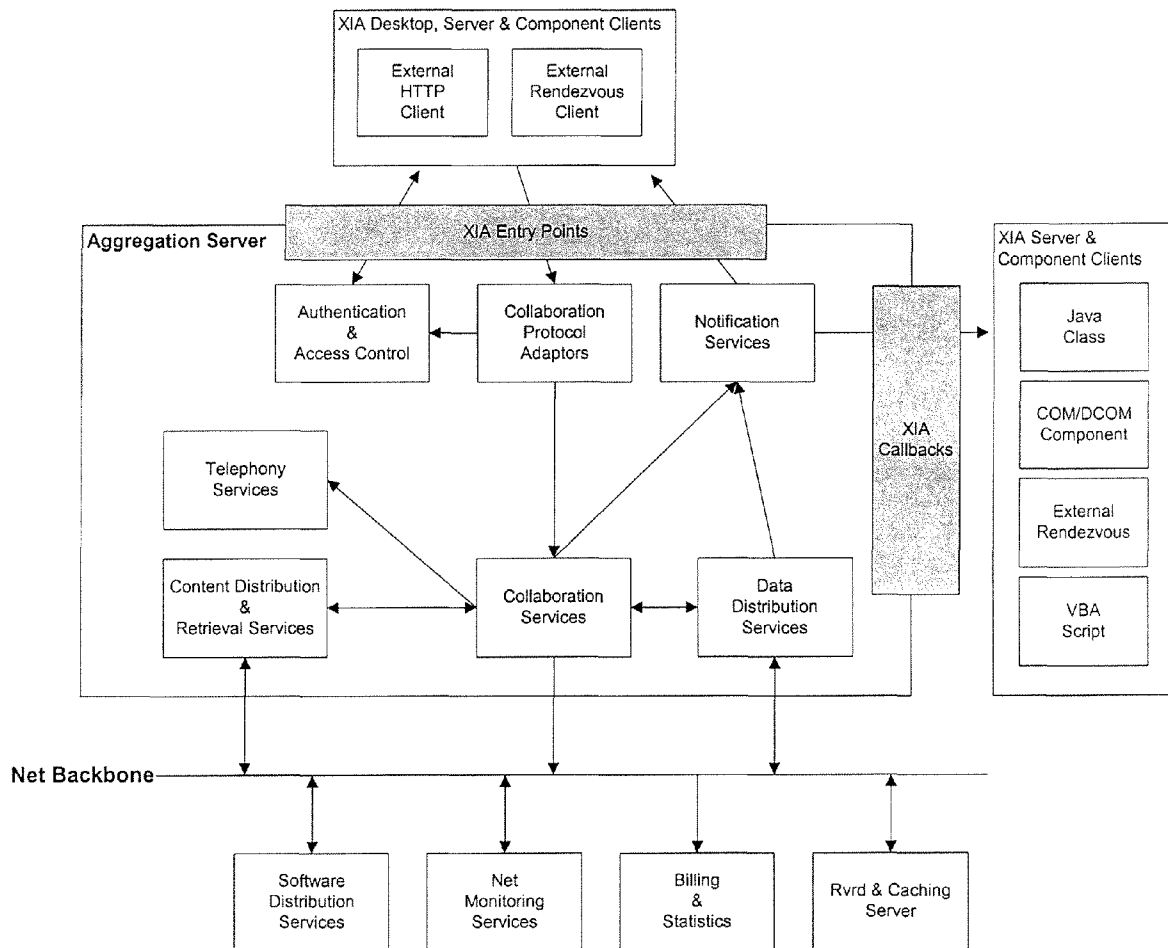 XIA Desktop, Server & Component Clients
External
HTTP
Client
External
Rendezvous
Client
XIA Entry Points
Aggregation Server
XIA Server &
Component Clients
Authentication
&
Access Control
Collaboration
Protocol
Adaptors
Notification
Services
Java
Class
COM/DCOM
Component
XIA
Callbacks
Telephony
Services
External
Rendezvous
Content Distribution
&
Retrieval Services
Collaboration
Services
Data
Distribution
Services
VBA
Script
Net Backbone
Software
Distribution
Services
Net
Monitoring
Services
Billing
&
Statistics
Rvrd & Caching
Server